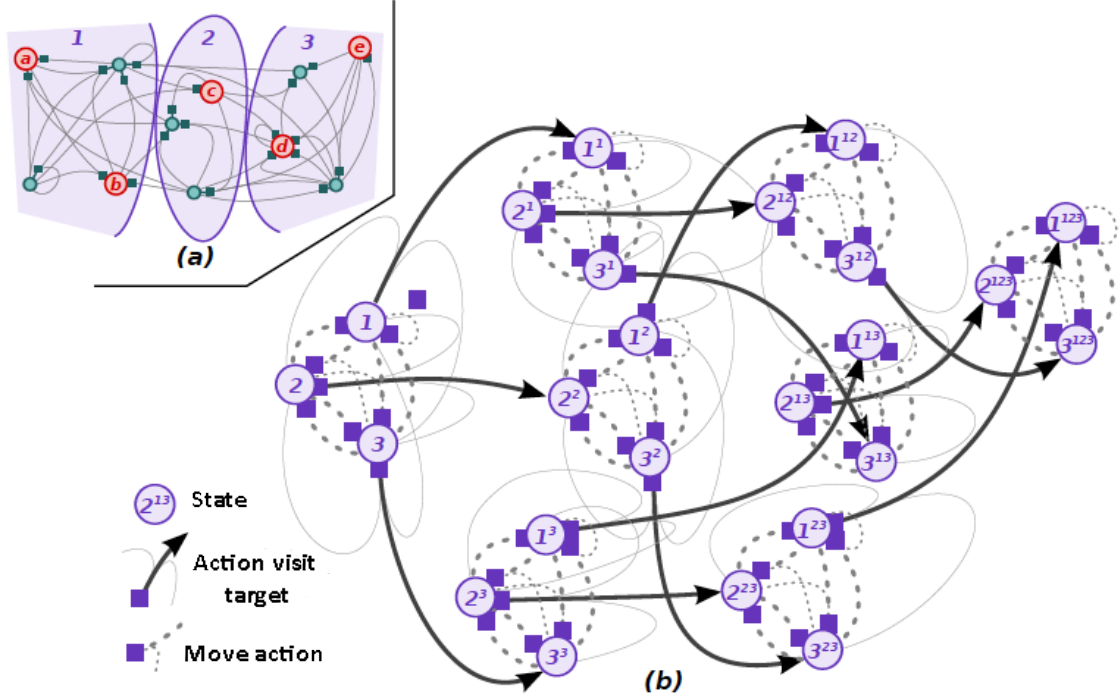 1 2 3
a e
c
d
b
(a)
1¹ 1¹²
2¹ 2¹² 1¹²³
3¹ 3¹² 2¹²³
1 1² 1¹³ 3¹²³
2 2² 2¹³
3 3² 3¹³
2¹³ State
1³ 1²³
Action visit
target
2³ 2²³
Move action 3³ 3²³
(b)